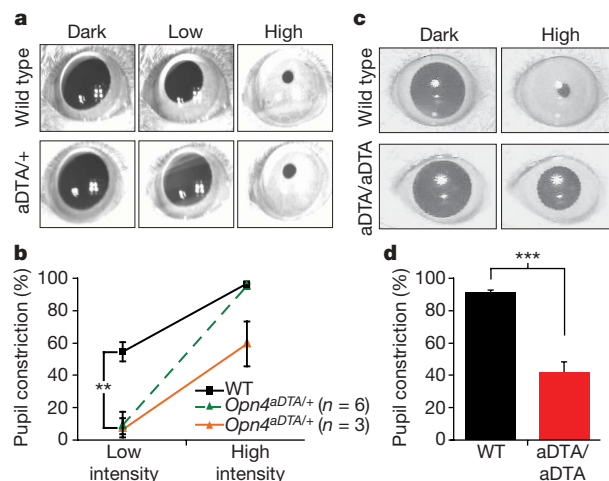 a
Dark Low High
Wild type
aDTA/+
b
Pupil constriction (%)
100
80
60
40
20
0
**
WT
Opn4aDTA/+ (n = 6)
Opn4aDTA/+ (n = 3)
Low intensity
High intensity
c
Dark High
Wild type
aDTA/aDTA
d
Pupil constriction (%)
100
80
60
40
20
0
***
WT
aDTA/
aDTA